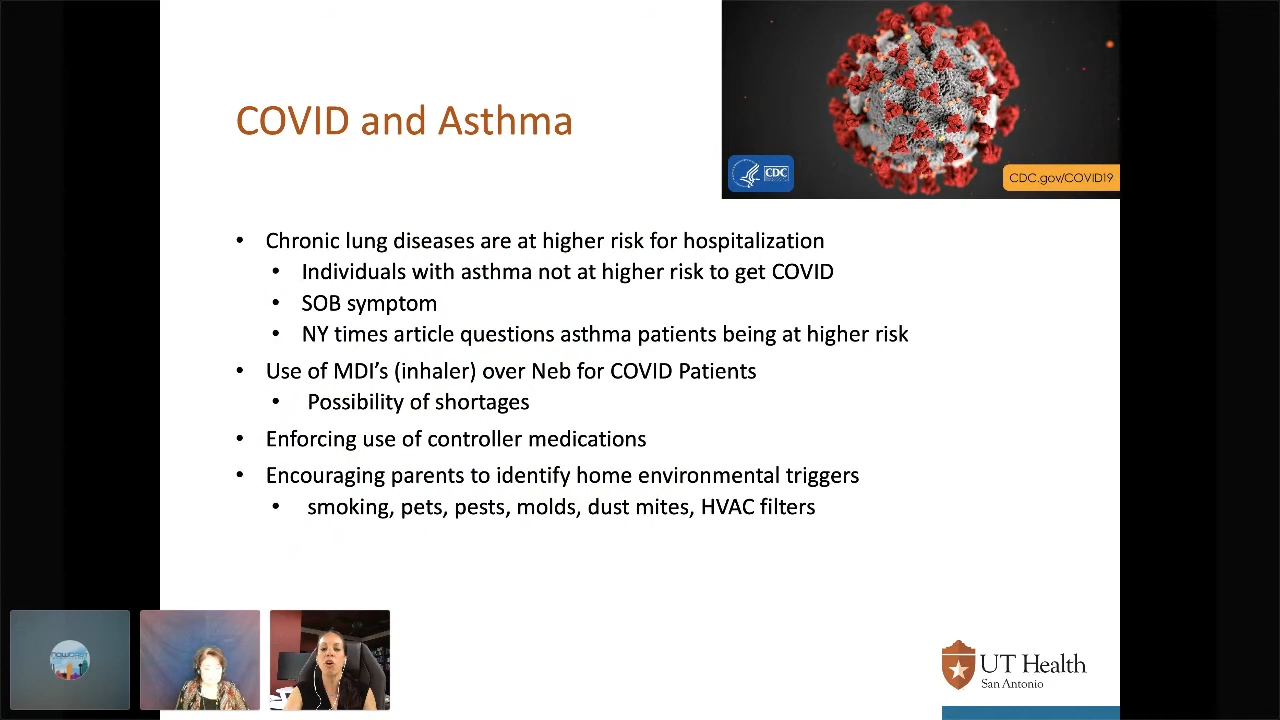 COVID and Asthma
CDC
CDC.gov/COVID19
• Chronic lung diseases are at higher risk for hospitalization
• Individuals with asthma not at higher risk to get COVID
• SOB symptom
• NY times article questions asthma patients being at higher risk
• Use of MDI’s (inhaler) over Neb for COVID Patients
• Possibility of shortages
• Enforcing use of controller medications
• Encouraging parents to identify home environmental triggers
• smoking, pets, pests, molds, dust mites, HVAC filters
NOWCAST
UT Health
San Antonio